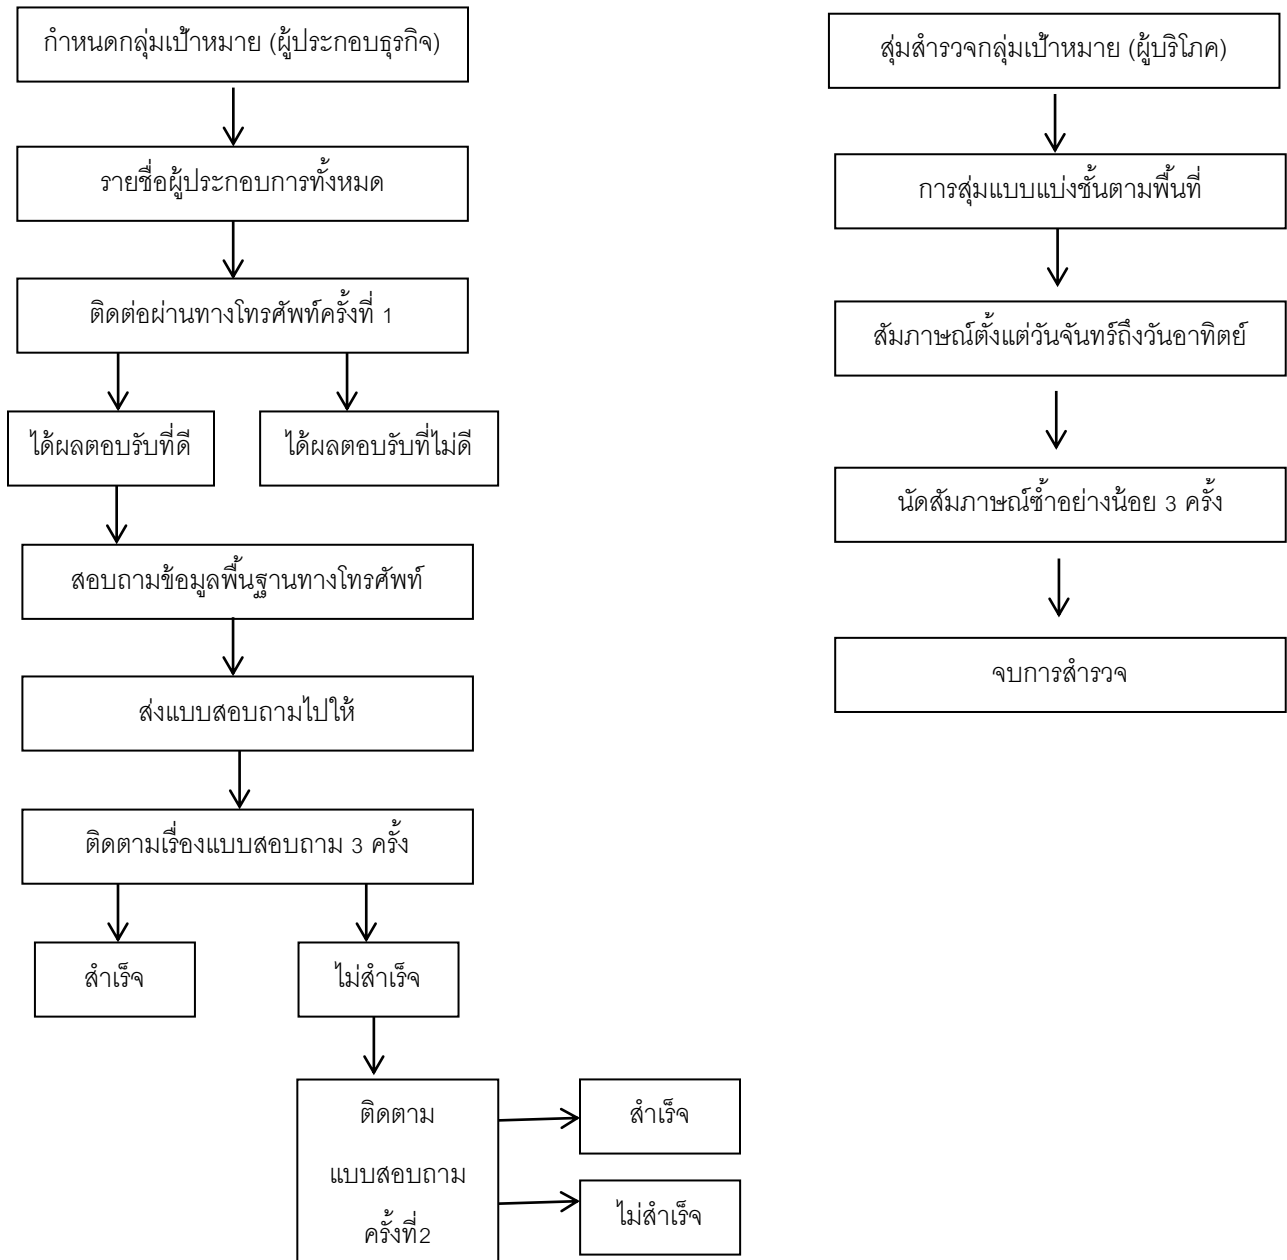 กำหนดกลุ่มเป้าหมาย (ผู้ประกอบธุรกิจ)
รายชื่อผู้ประกอบการทั้งหมด
ติดต่อผ่านทางโทรศัพท์ครั้งที่ 1
ได้ผลตอบรับที่ดี
ได้ผลตอบรับที่ไม่ดี
สอบถามข้อมูลพื้นฐานทางโทรศัพท์
ส่งแบบสอบถามไปให้
ติดตามเรื่องแบบสอบถาม 3 ครั้ง
สำเร็จ
ไม่สำเร็จ
ติดตาม
แบบสอบถาม
ครั้งที่2
สำเร็จ
ไม่สำเร็จ
สุ่มสำรวจกลุ่มเป้าหมาย (ผู้บริโภค)
การสุ่มแบบแบ่งชั้นตามพื้นที่
สัมภาษณ์ตั้งแต่วันจันทร์ถึงวันอาทิตย์
นัดสัมภาษณ์ซ้ำอย่างน้อย 3 ครั้ง
จบการสำรวจ